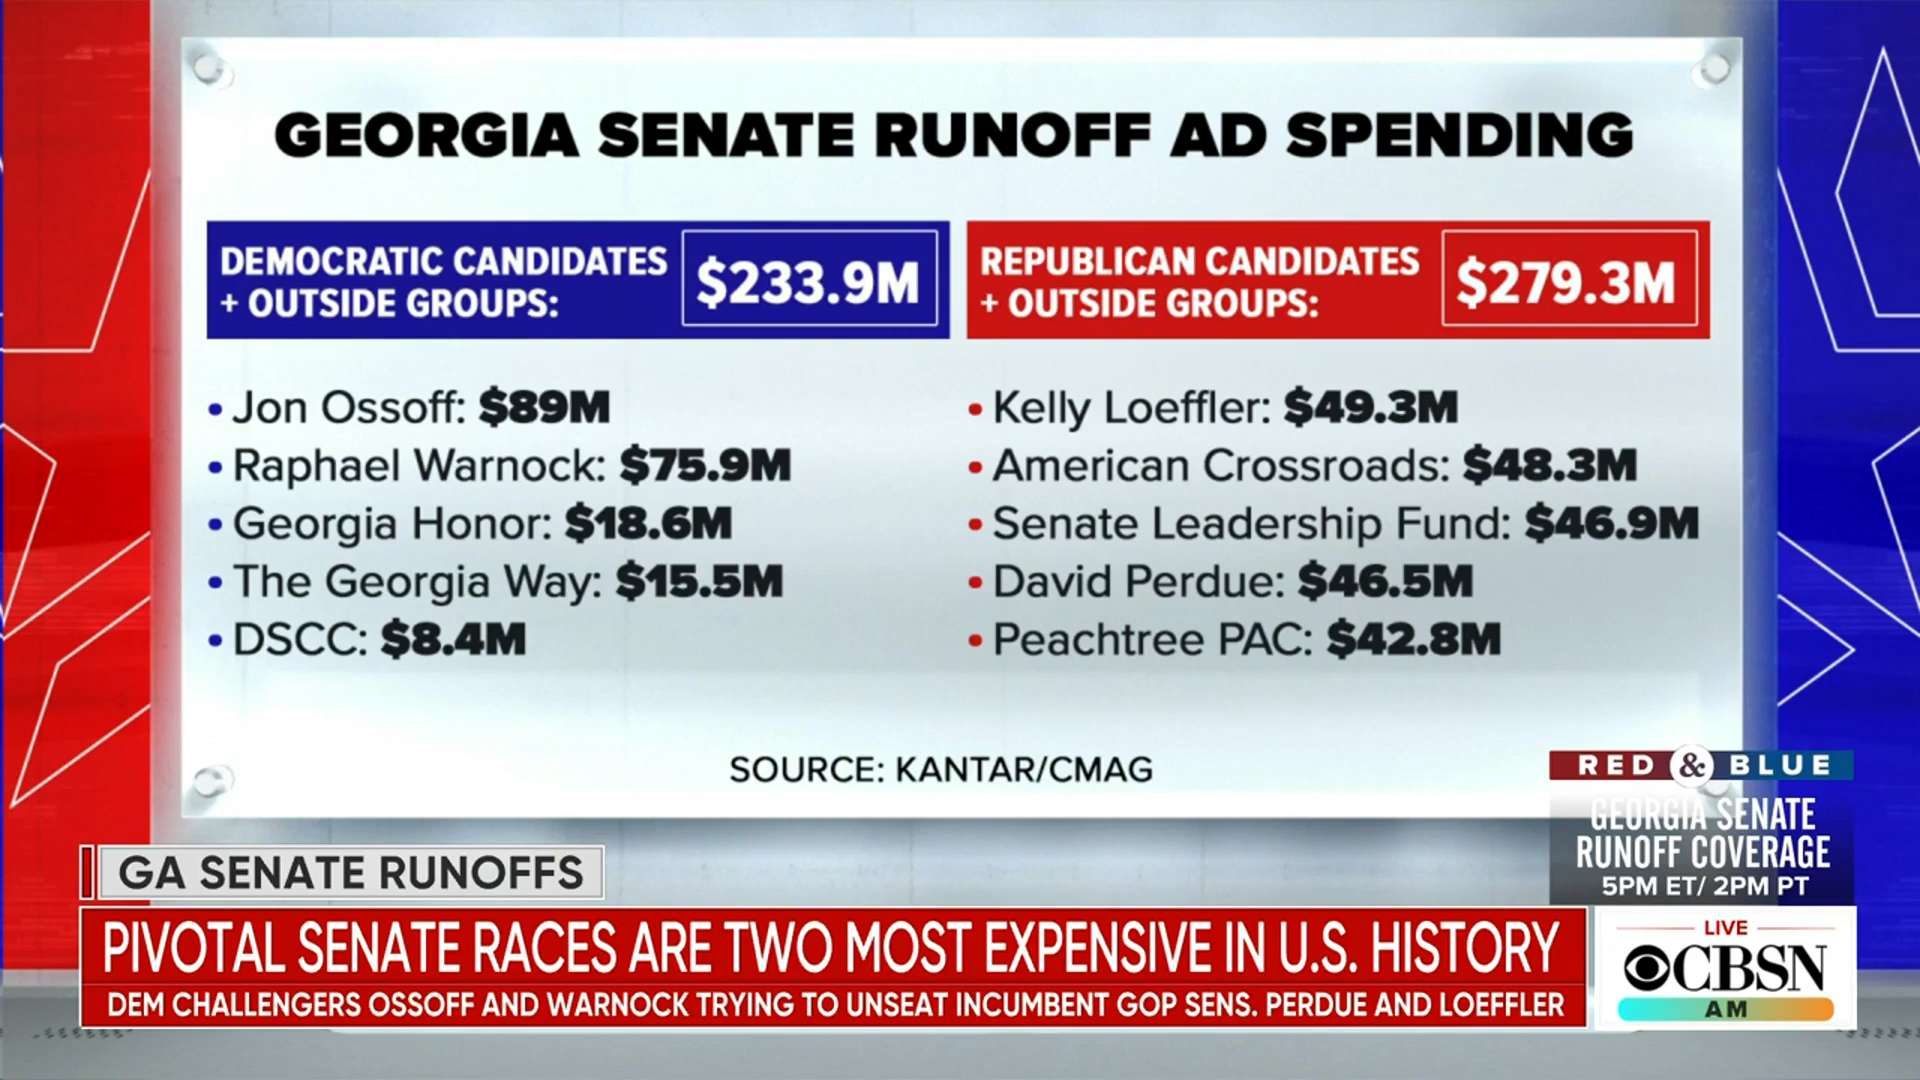 GEORGIA SENATE RUNOFF AD SPENDING
DEMOCRATIC CANDIDATES
+ OUTSIDE GROUPS:
$233.9M
• Jon Ossoff: $89M
• Raphael Warnock: $75.9M
• Georgia Honor: $18.6M
• The Georgia Way: $15.5M
• DSCC: $8.4M
REPUBLICAN CANDIDATES
+ OUTSIDE GROUPS:
$279.3M
• Kelly Loeffler: $49.3M
• American Crossroads: $48.3M
• Senate Leadership Fund: $46.9M
• David Perdue: $46.5M
• Peachtree PAC: $42.8M
SOURCE: KANTAR/CMAG
RED & BLUE
GEORGIA SENATE
RUNOFF COVERAGE
5PM ET/ 2PM PT
GA SENATE RUNOFFS
PIVOTAL SENATE RACES ARE TWO MOST EXPENSIVE IN U.S. HISTORY
DEM CHALLENGERS OSSOFF AND WARNOCK TRYING TO UNSEAT INCUMBENT GOP SENS. PERDUE AND LOEFFLER
LIVE
CBSN
AM